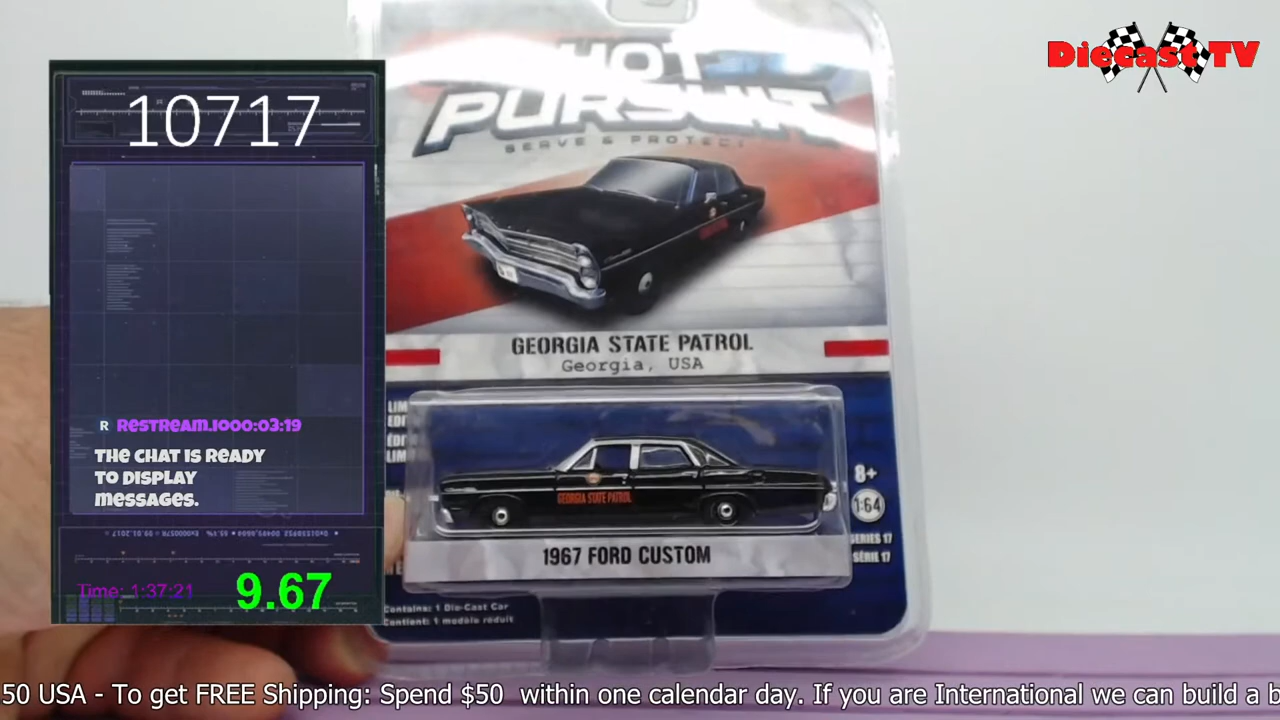 Diecast TV
10717
HOT
PURSUIT
SERVE & PROTECT
GEORGIA STATE PATROL
Georgia, USA
R Restream.io 00:03:19
THE CHAT IS READY
TO DISPLAY
MESSAGES.
8+
1:64
GEORGIA STATE PATROL
SERIES 17
SÉRIE 17
1967 FORD CUSTOM
Time: 1:37:21
9.67
Contains: 1 Die-Cast Car
Contient: 1 modèle réduit
50 USA - To get FREE Shipping: Spend $50 within one calendar day. If you are International we can build a b